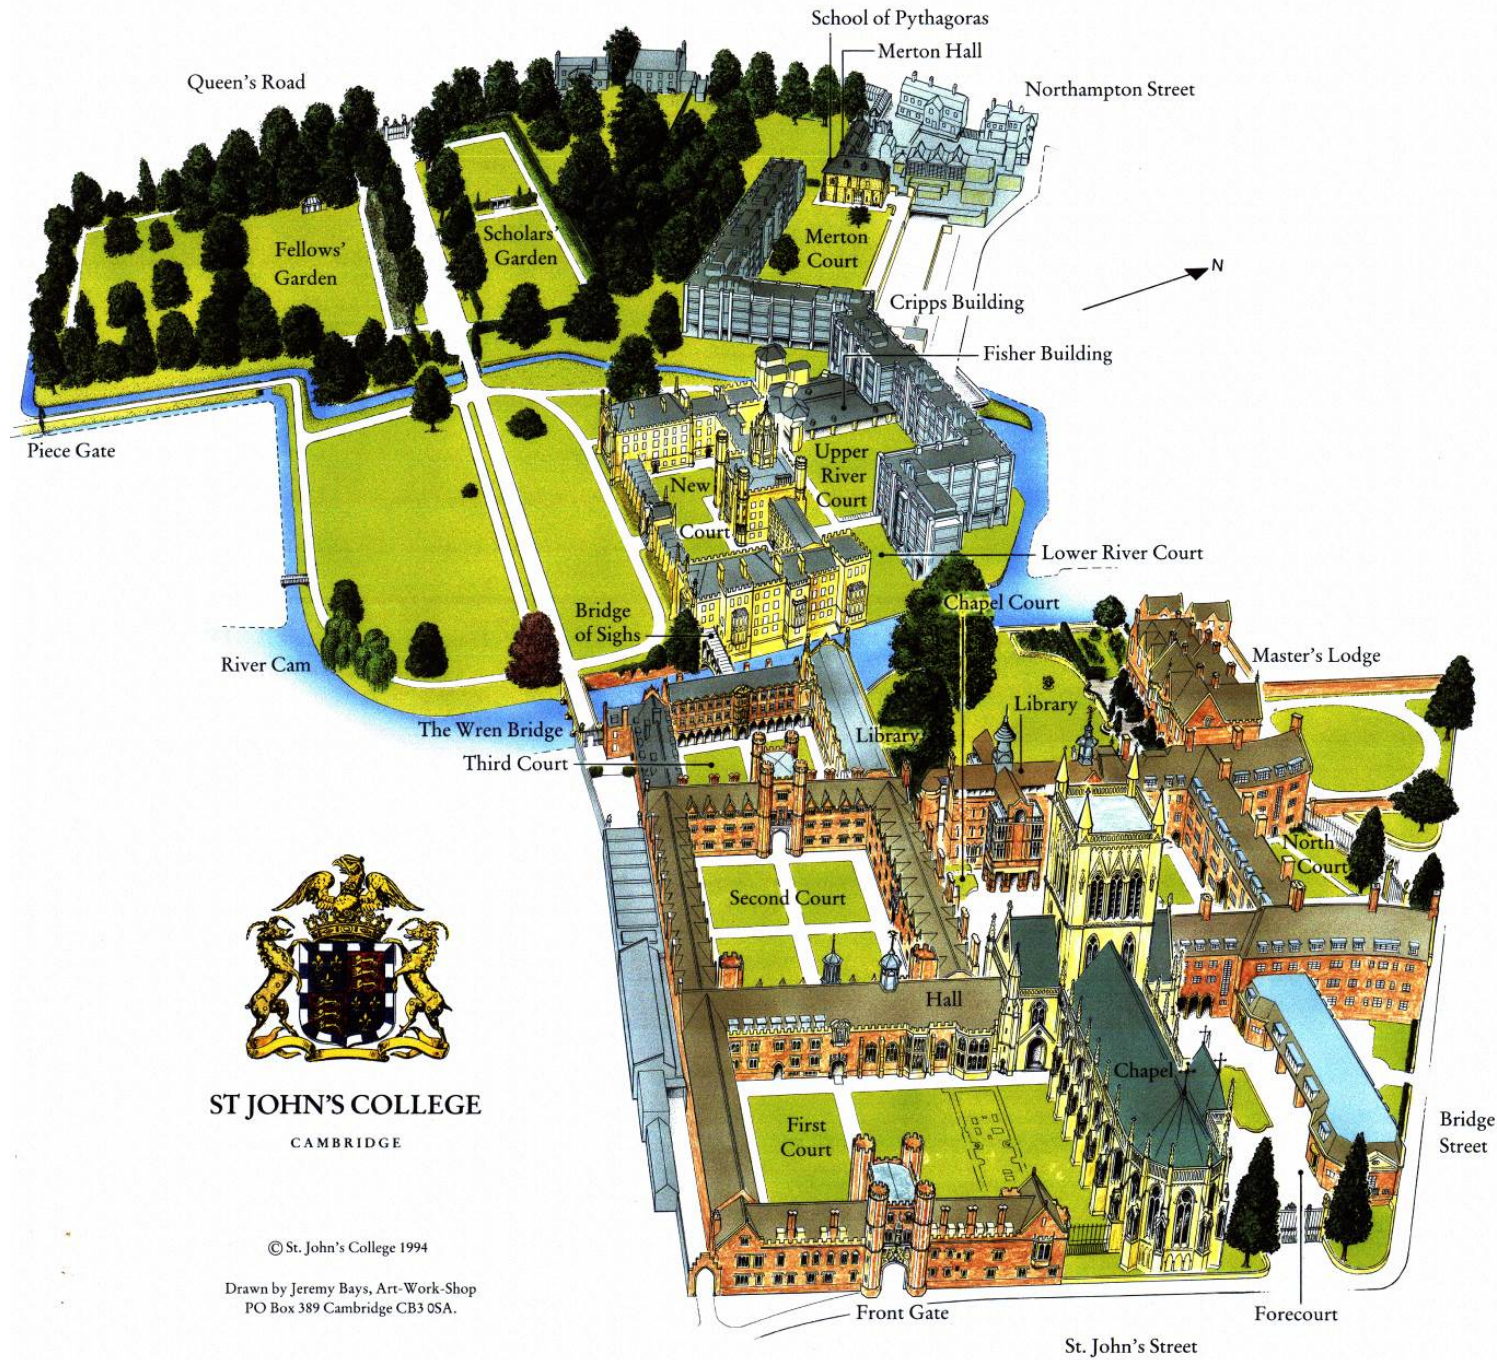 School of Pythagoras
Merton Hall
Queen's Road
Northampton Street
Fellows'
Garden
Scholars'
Garden
Merton
Court
N
Cripps Building
Fisher Building
Piece Gate
Upper
River
Court
New
Court
Lower River Court
Chapel Court
Bridge
of Sighs
River Cam
Master's Lodge
Library
The Wren Bridge
Library
Third Court
North
Court
Second Court
Hall
Chapel
ST JOHN'S COLLEGE
CAMBRIDGE
First
Court
Bridge
Street
© St. John's College 1994
Drawn by Jeremy Bays, Art-Work-Shop
PO Box 389 Cambridge CB3 0SA.
Front Gate
Forecourt
St. John's Street